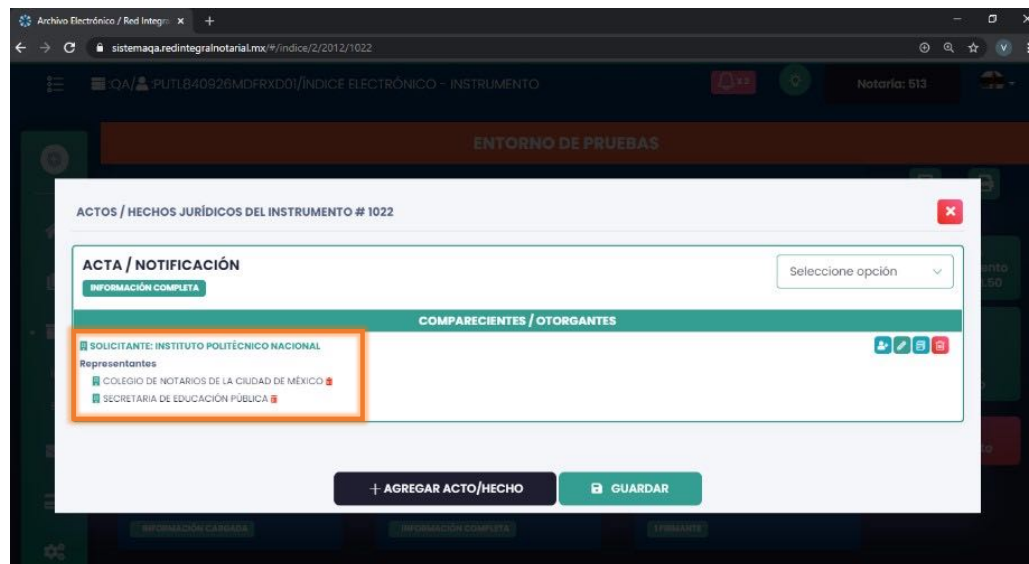 Archivo Electrónico / Red Integra
sistemaqa.redintegralnotarial.mx/#/indice/2/2012/1022
V
:QA/ :PUTLB40926MDFRXD01/ÍNDICE ELECTRÓNICO - INSTRUMENTO
Notaría: 513
ENTORNO DE PRUEBAS
ACTOS / HECHOS JURÍDICOS DEL INSTRUMENTO # 1022
ACTA / NOTIFICACIÓN
INFORMACIÓN COMPLETA
Seleccione opción
COMPARECIENTES / OTORGANTES
SOLICITANTE: INSTITUTO POLITÉCNICO NACIONAL
Representantes
COLEGIO DE NOTARIOS DE LA CIUDAD DE MÉXICO
SECRETARIA DE EDUCACIÓN PÚBLICA
+ AGREGAR ACTO/HECHO
GUARDAR
INFORMACIÓN CARGADA
INFORMACIÓN COMPLETA
1 FIRMANTE